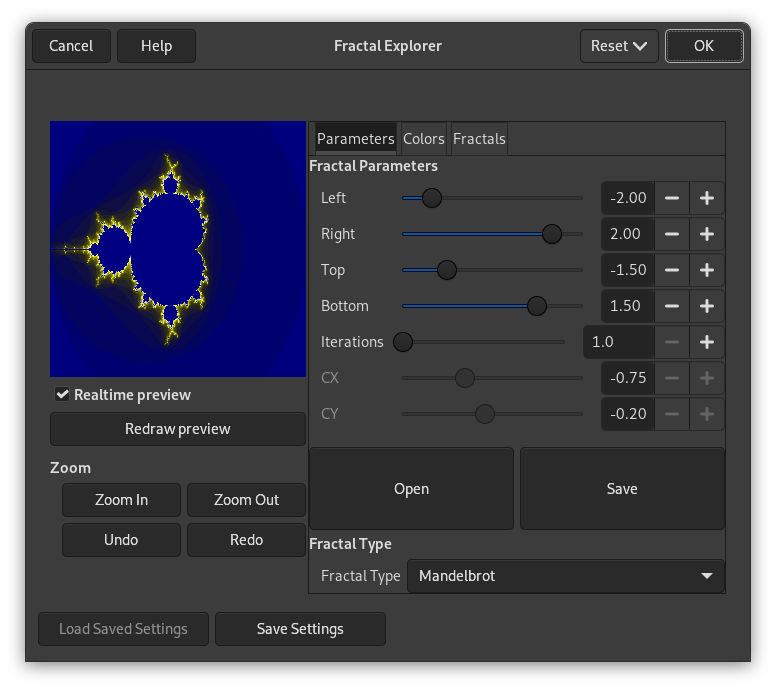 Cancel Help Fractal Explorer Reset OK
Parameters Colors Fractals
Fractal Parameters
Left -2.00
Right 2.00
Top -1.50
Bottom 1.50
Iterations 1.0
CX -0.75
CY -0.20
Realtime preview
Redraw preview
Zoom
Zoom In Zoom Out
Undo Redo
Open Save
Fractal Type
Fractal Type Mandelbrot
Load Saved Settings Save Settings